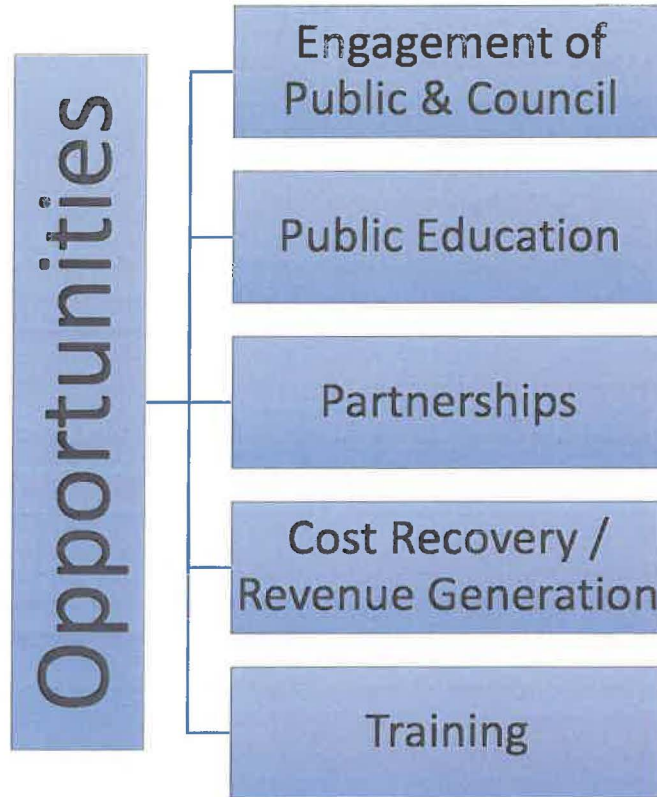 Opportunities
Engagement of
Public & Council
Public Education
Partnerships
Cost Recovery /
Revenue Generation
Training